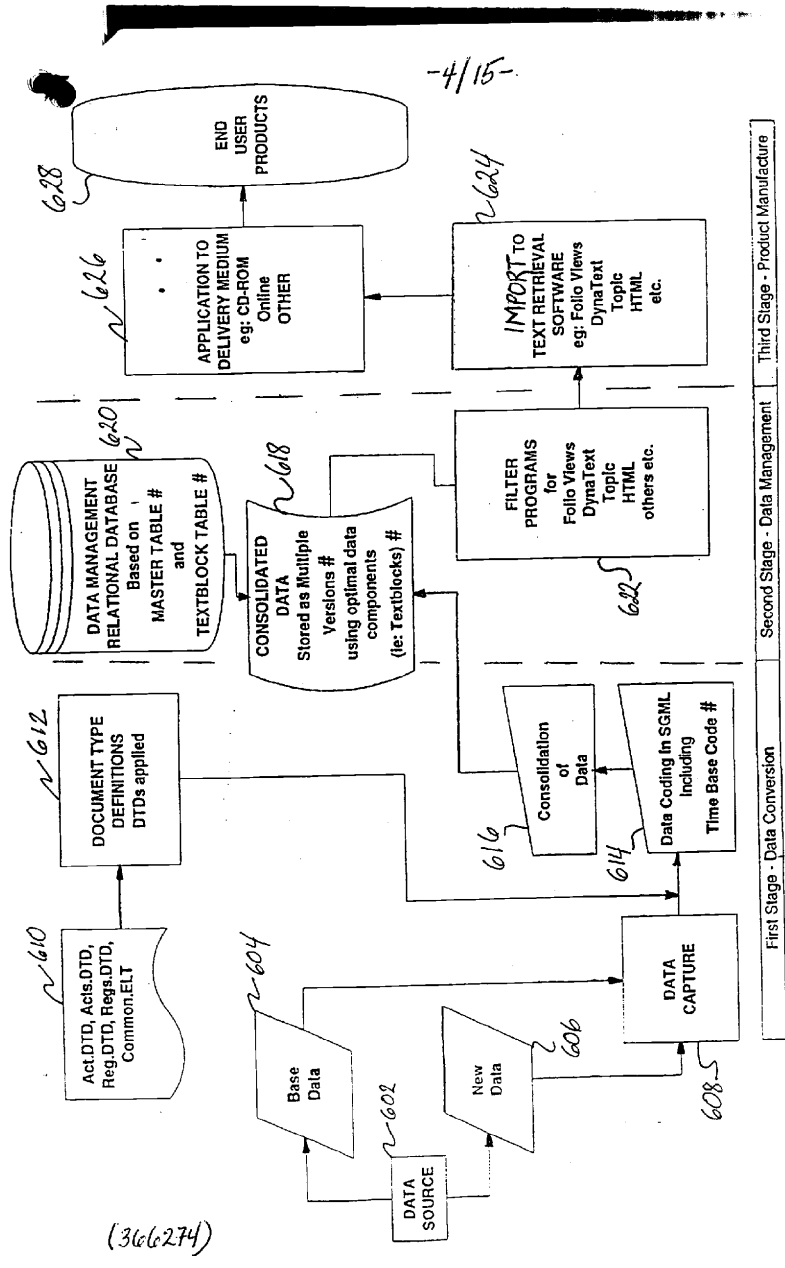 -4/15-
(366274)
610
Act.DTD, Acts.DTD,
Reg.DTD, Regs.DTD,
Common.ELT
612
DOCUMENT TYPE
DEFINITIONS
DTDs applied
602
DATA
SOURCE
604
Base
Data
606
New
Data
608
DATA
CAPTURE
614
Data Coding In SGML
Including
Time Base Code #
616
Consolidation
of
Data
620
DATA MANAGEMENT
RELATIONAL DATABASE
Based on
MASTER TABLE #
and
TEXTBLOCK TABLE #
618
CONSOLIDATED
DATA
Stored as Multiple
Versions #
using optimal data
components
(ie: Textblocks) #
622
FILTER
PROGRAMS
for
Folio Views
DynaText
Topic
HTML
others etc.
624
IMPORT TO
TEXT RETRIEVAL
SOFTWARE
eg: Folio Views
DynaText
Topic
HTML
etc.
626
APPLICATION TO
DELIVERY MEDIUM
eg: CD-ROM
Online
OTHER
628
END
USER
PRODUCTS
First Stage - Data Conversion
Second Stage - Data Management
Third Stage - Product Manufacture